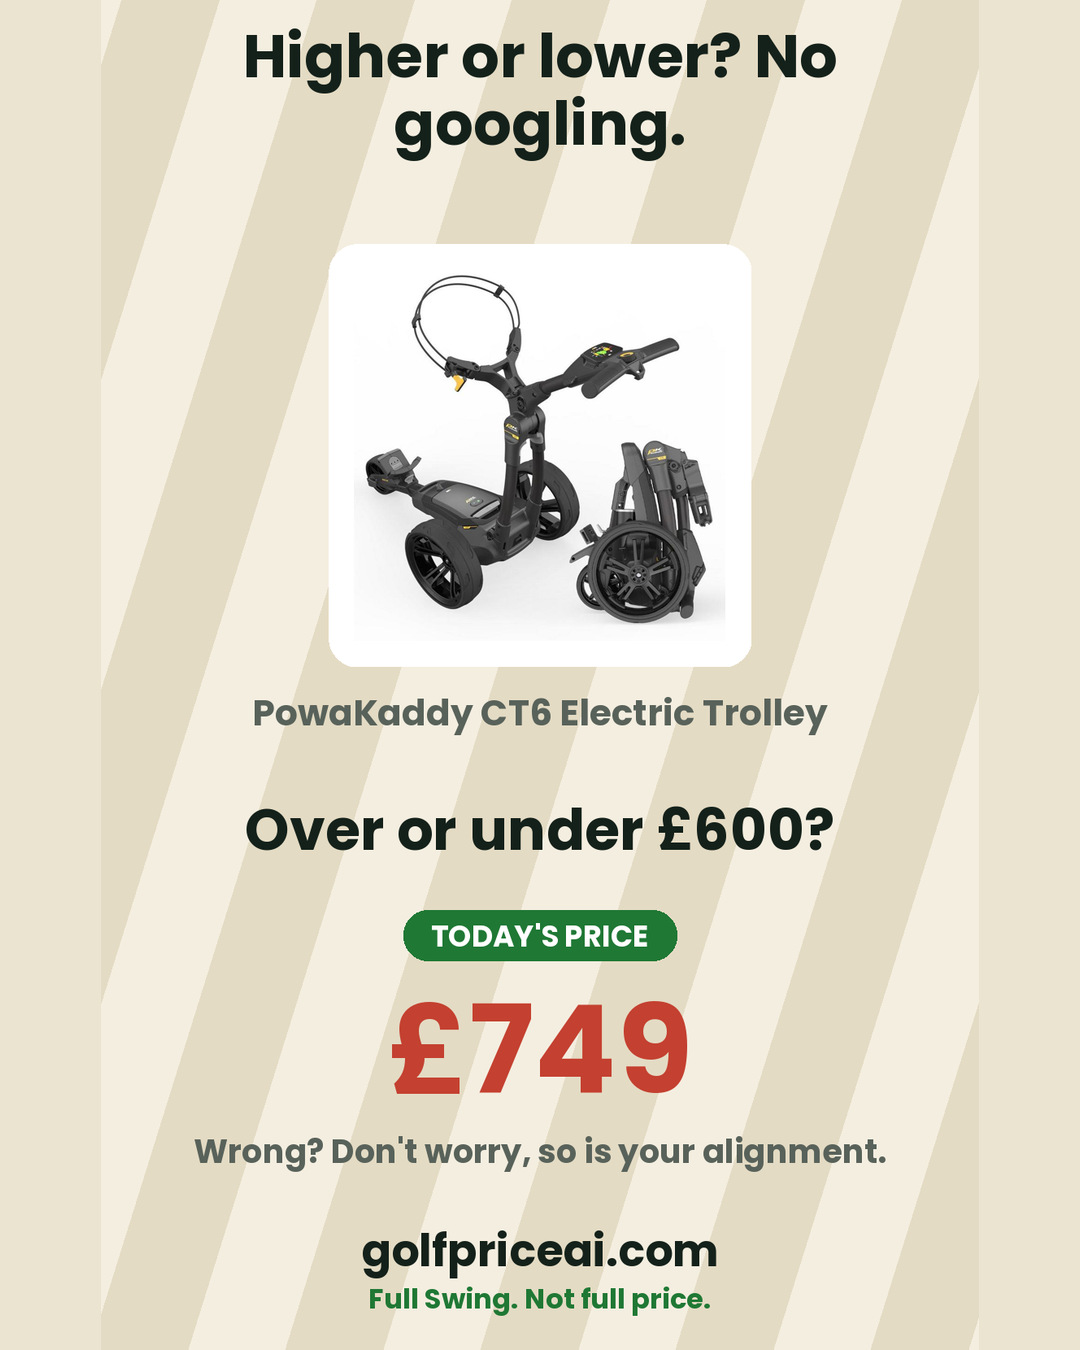 Higher or lower? No
googling.
PowaKaddy CT6 Electric Trolley
Over or under £600?
TODAY'S PRICE
£749
Wrong? Don't worry, so is your alignment.
golfpriceai.com
Full Swing. Not full price.